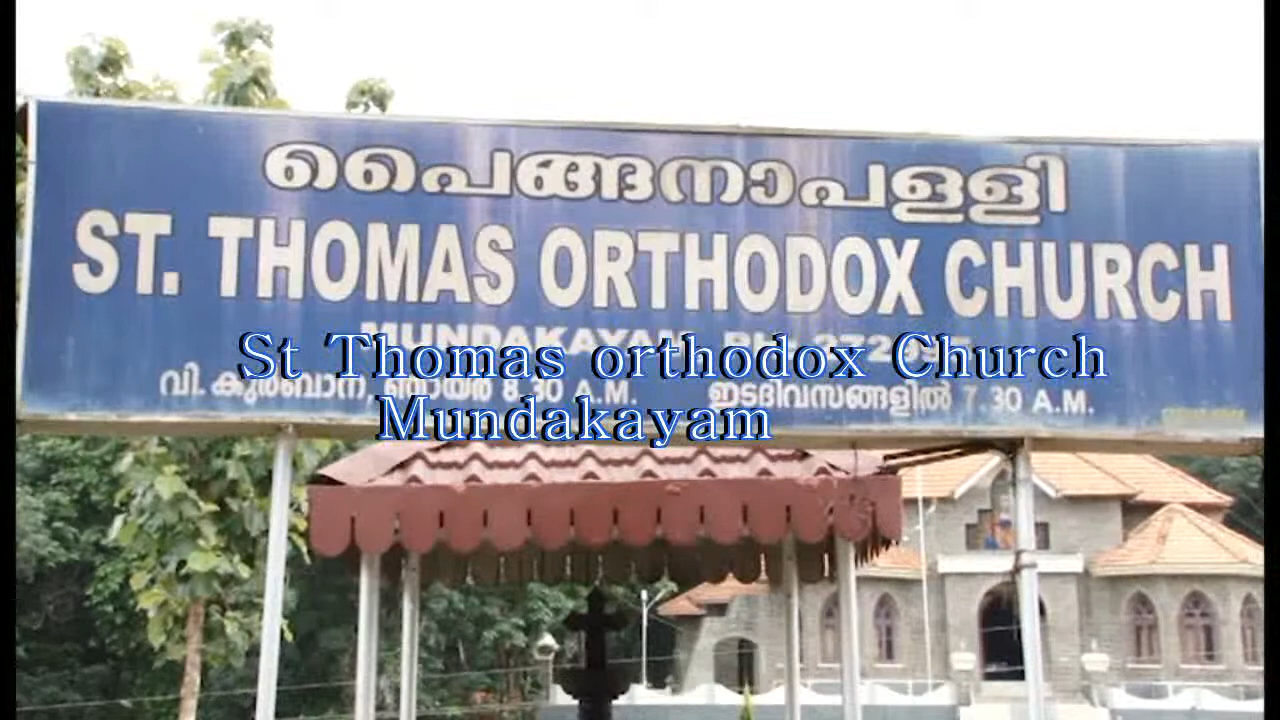 പൈങ്ങനാപള്ളി
ST. THOMAS ORTHODOX CHURCH
MUNDAKAYAM
St Thomas orthodox Church
വി. കുർബാന ഞായർ 8.30 A.M. ഇടദിവസങ്ങളിൽ 7.30 A.M.
Mundakayam